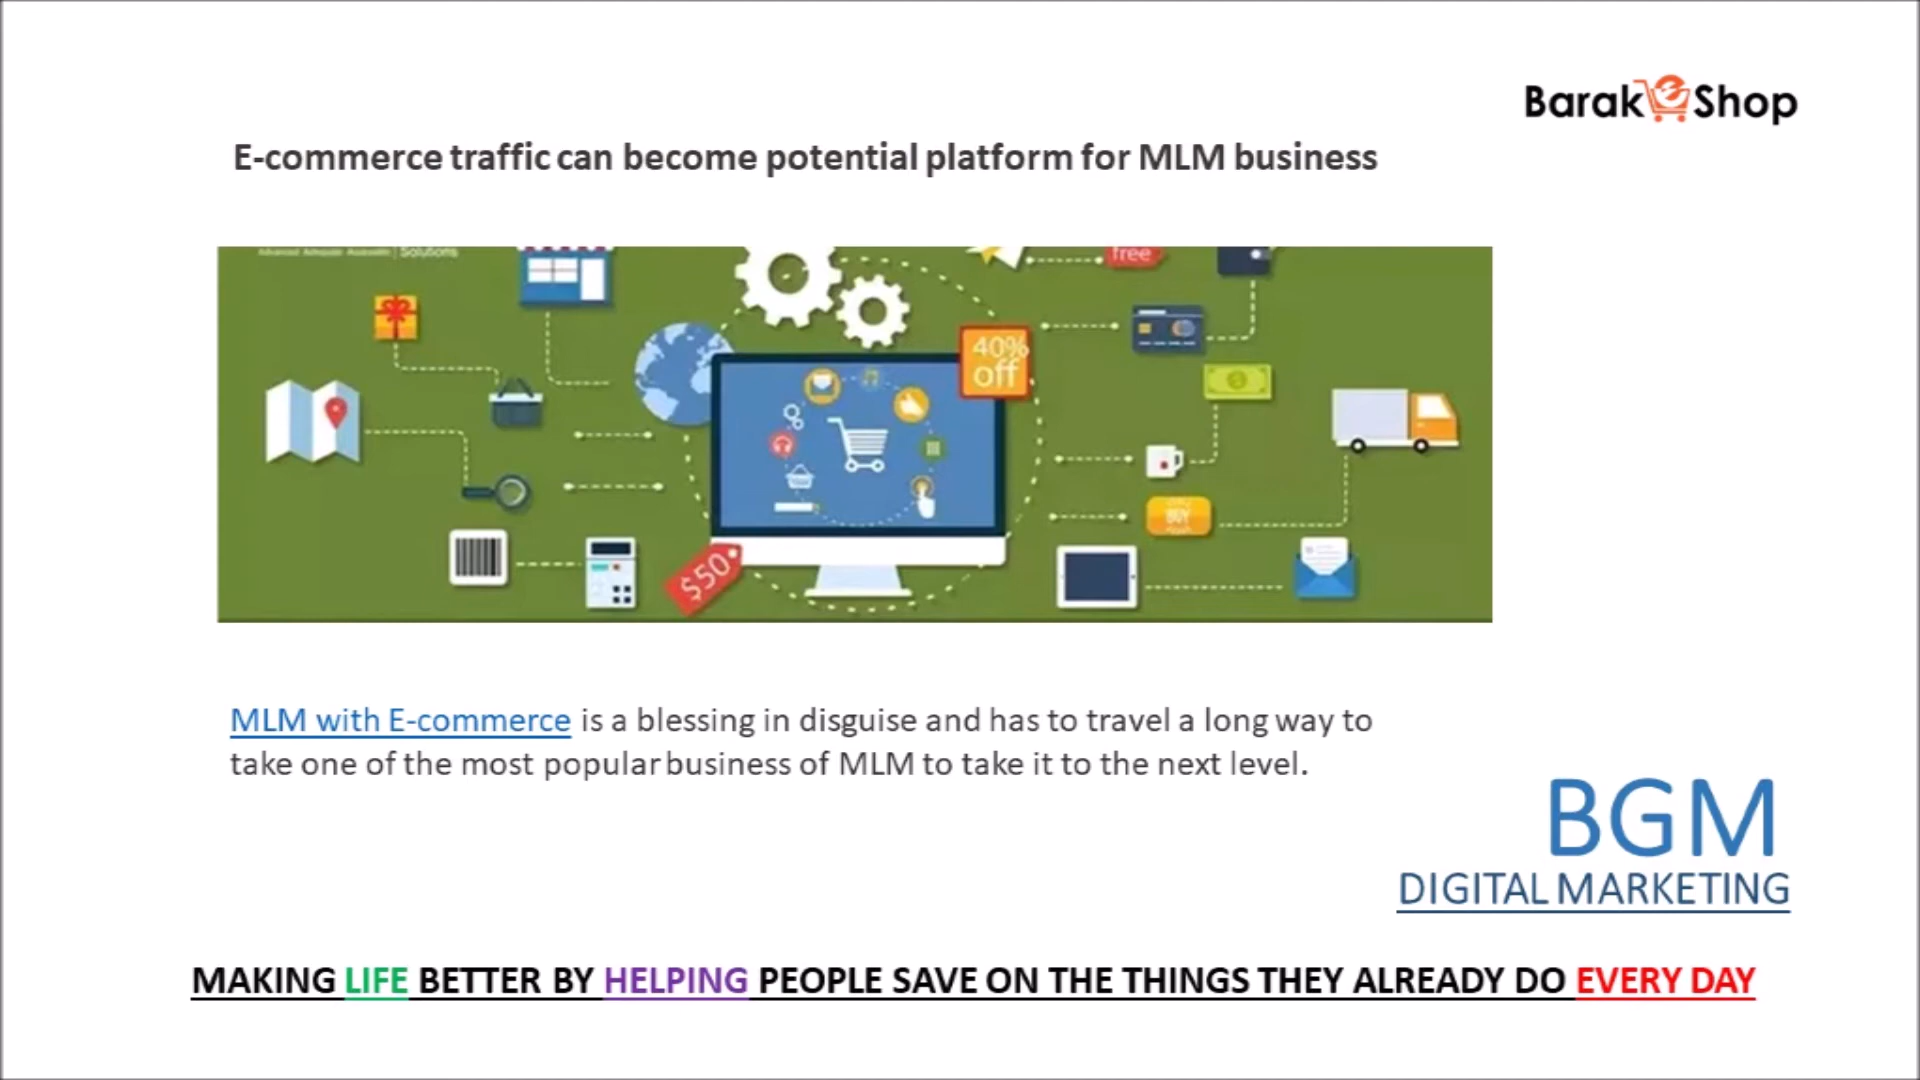 Barak e Shop
E-commerce traffic can become potential platform for MLM business
Solutions
free
40%
off
BUY
$50
MLM with E-commerce is a blessing in disguise and has to travel a long way to
take one of the most popular business of MLM to take it to the next level.
BGM
DIGITAL MARKETING
MAKING LIFE BETTER BY HELPING PEOPLE SAVE ON THE THINGS THEY ALREADY DO EVERY DAY